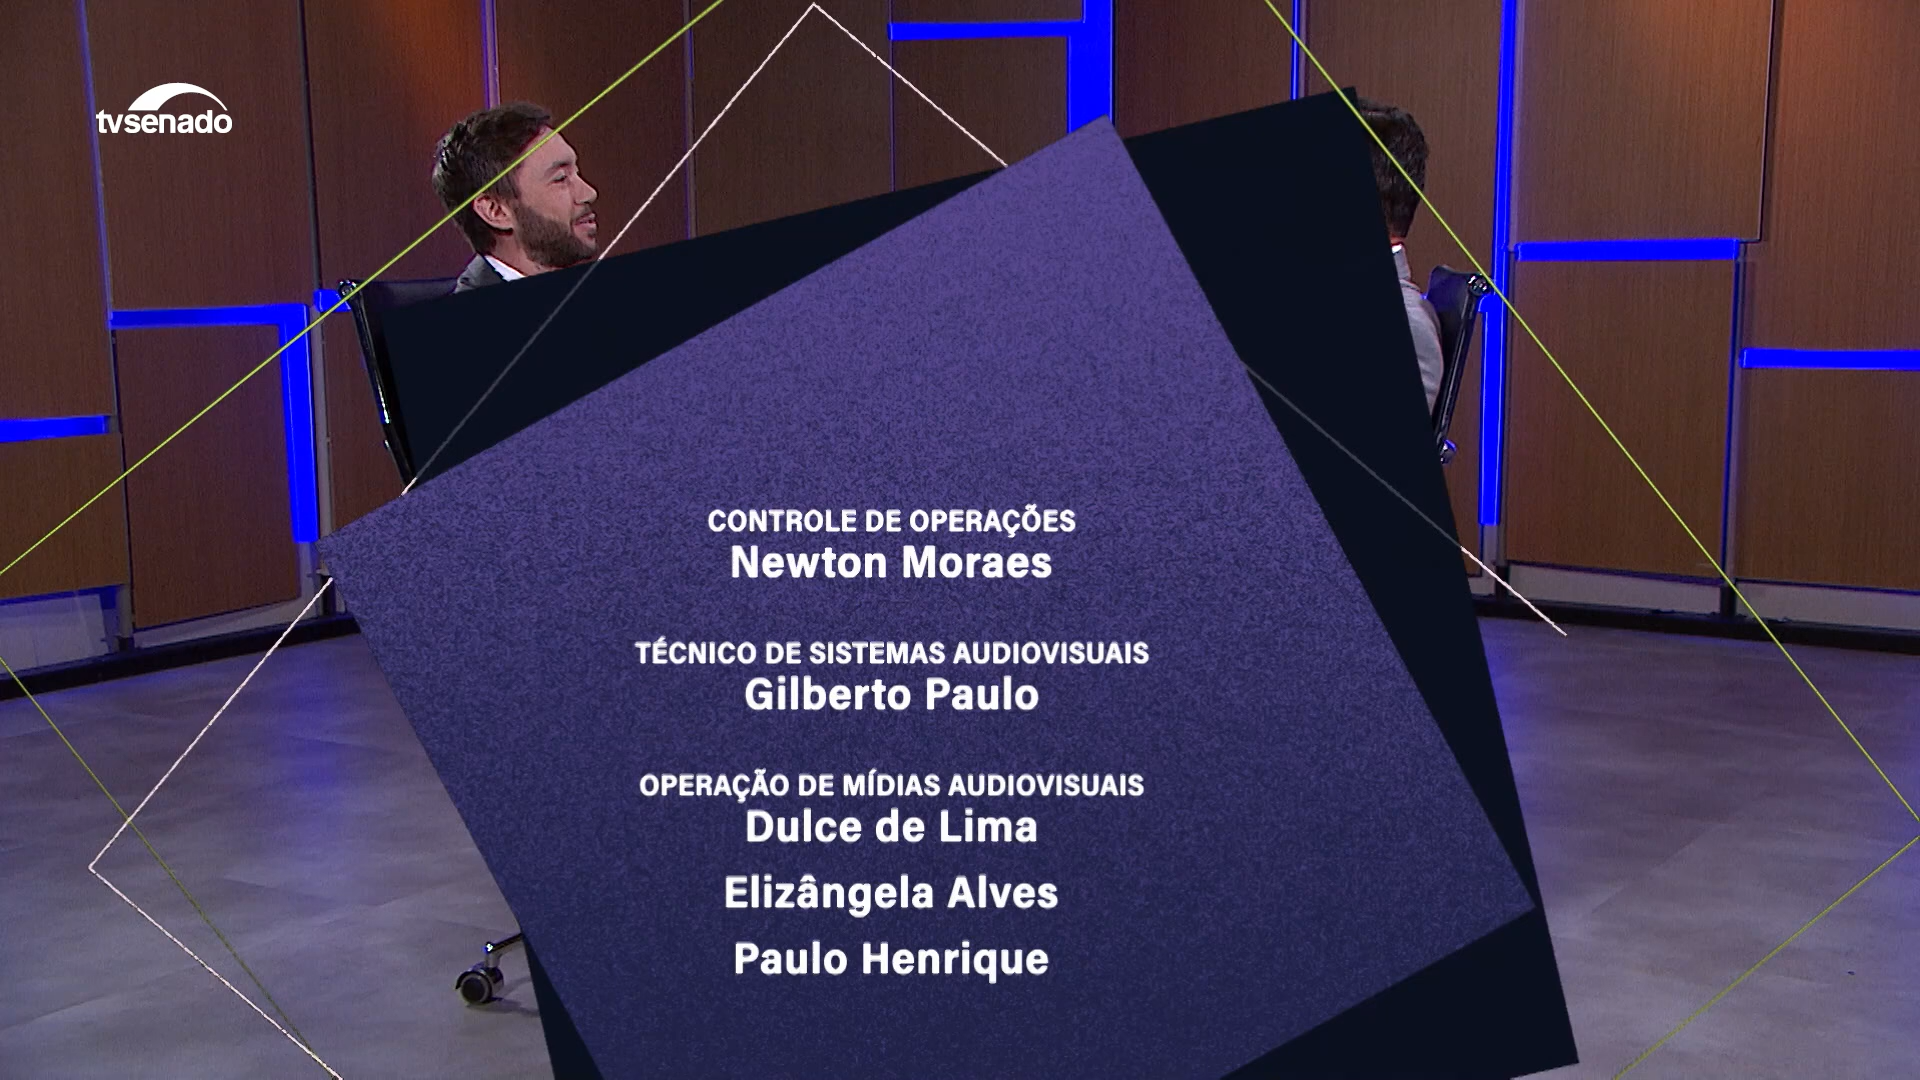 tvsenado
CONTROLE DE OPERAÇÕES
Newton Moraes
TÉCNICO DE SISTEMAS AUDIOVISUAIS
Gilberto Paulo
OPERAÇÃO DE MÍDIAS AUDIOVISUAIS
Dulce de Lima
Elizângela Alves
Paulo Henrique